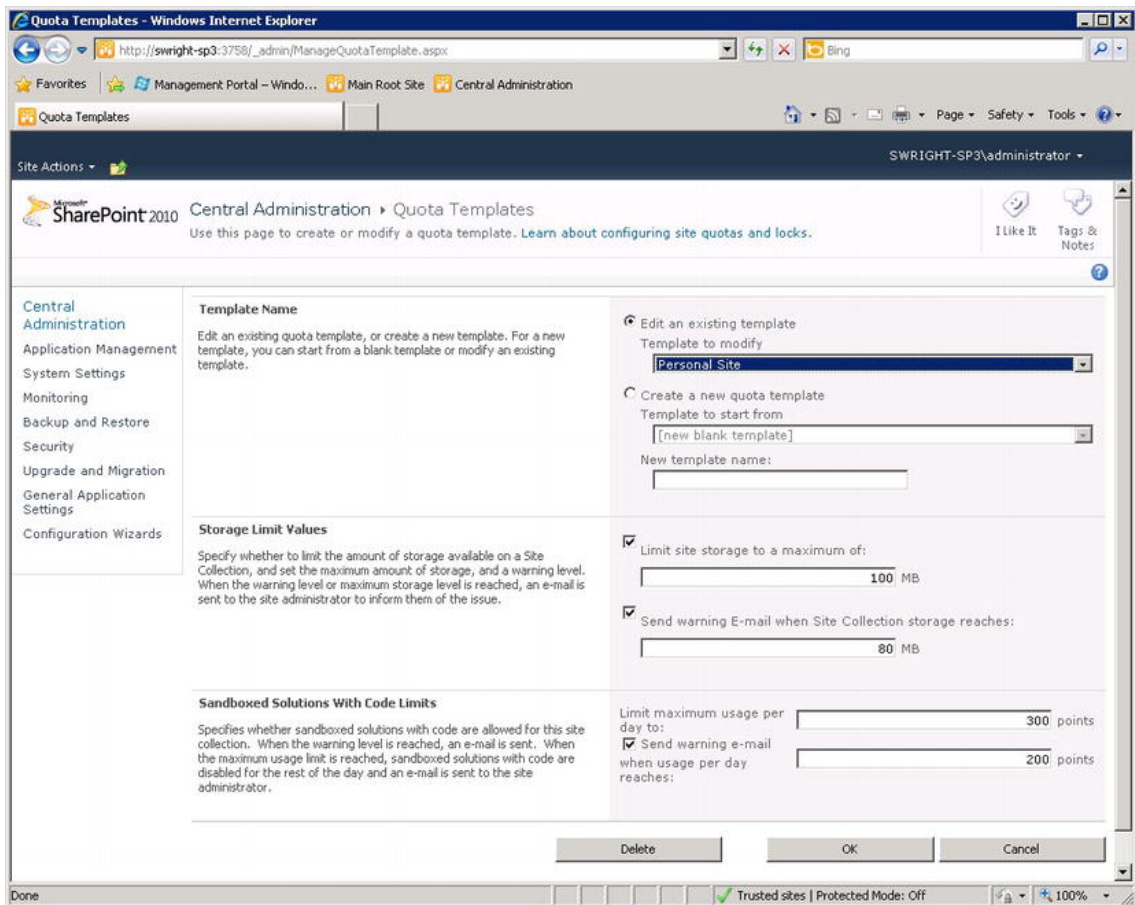 Quota Templates - Windows Internet Explorer
http://swright-sp3:3758/_admin/ManageQuotaTemplate.aspx
Bing
Favorites
Management Portal – Windo...
Main Root Site
Central Administration
Quota Templates
Page
Safety
Tools
Site Actions
SWRIGHT-SP3\administrator
Microsoft
SharePoint 2010
Central Administration
Quota Templates
Use this page to create or modify a quota template. Learn about configuring site quotas and locks.
I Like It
Tags &
Notes
Central
Administration
Application Management
System Settings
Monitoring
Backup and Restore
Security
Upgrade and Migration
General Application
Settings
Configuration Wizards
Template Name
Edit an existing quota template, or create a new template. For a new
template, you can start from a blank template or modify an existing
template.
Edit an existing template
Template to modify
Personal Site
Create a new quota template
Template to start from
[new blank template]
New template name:
Storage Limit Values
Specify whether to limit the amount of storage available on a Site
Collection, and set the maximum amount of storage, and a warning level.
When the warning level or maximum storage level is reached, an e-mail is
sent to the site administrator to inform them of the issue.
Limit site storage to a maximum of:
100 MB
Send warning E-mail when Site Collection storage reaches:
80 MB
Sandboxed Solutions With Code Limits
Specifies whether sandboxed solutions with code are allowed for this site
collection. When the warning level is reached, an e-mail is sent. When
the maximum usage limit is reached, sandboxed solutions with code are
disabled for the rest of the day and an e-mail is sent to the site
administrator.
Limit maximum usage per
day to:
300 points
Send warning e-mail
when usage per day
reaches:
200 points
Delete
OK
Cancel
Done
Trusted sites | Protected Mode: Off
100%